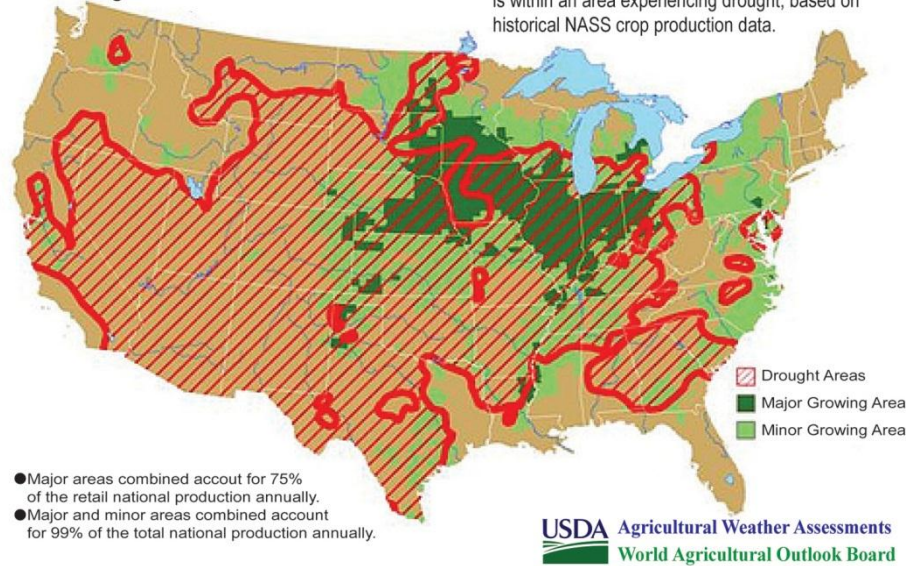 is within an area experiencing drought, based on
historical NASS crop production data.
Drought Areas
Major Growing Area
Minor Growing Area
●Major areas combined accout for 75%
of the retail national production annually.
●Major and minor areas combined account
for 99% of the total national production annually.
USDA Agricultural Weather Assessments
World Agricultural Outlook Board